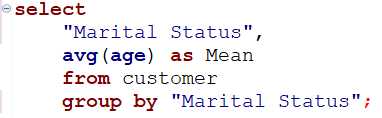 select
"Marital Status",
avg(age) as Mean
from customer
group by "Marital Status";